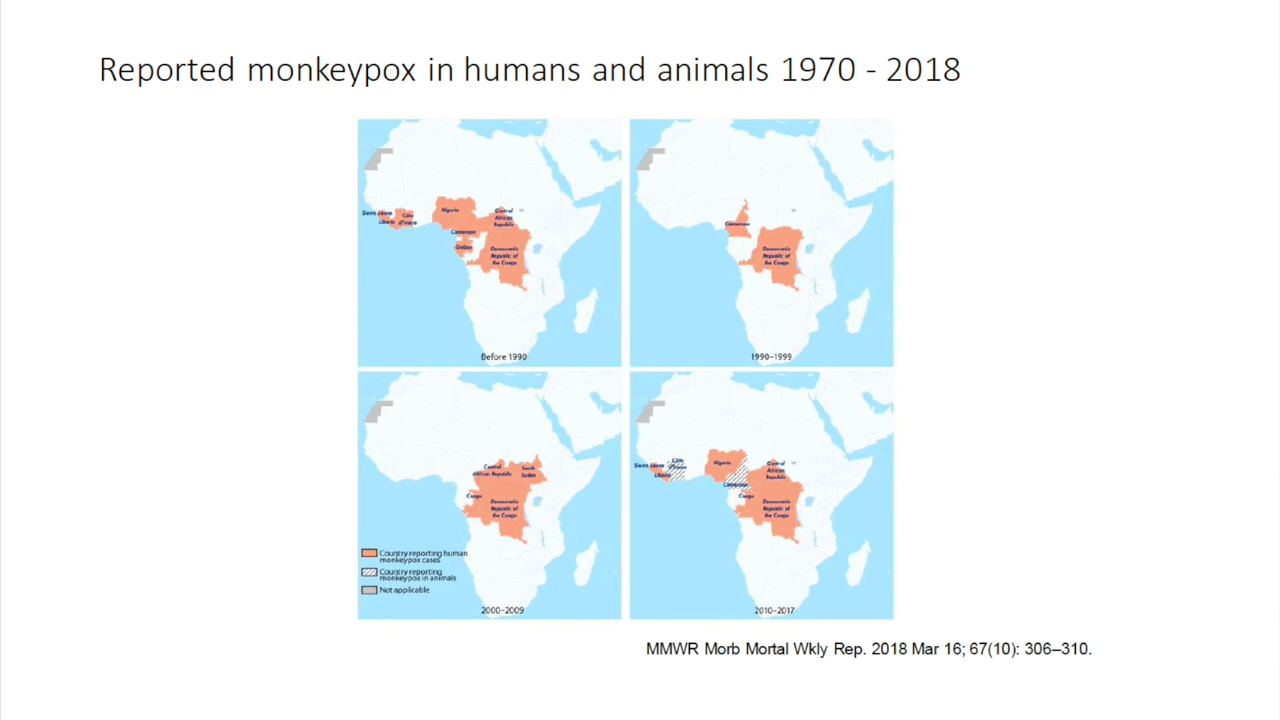 Reported monkeypox in humans and animals 1970 - 2018
Sierra Leone
Liberia
Côte
d'Ivoire
Nigeria
Cameroon
Gabon
Central
African
Republic
Democratic
Republic of
the Congo
Before 1990
Cameroon
Democratic
Republic of
the Congo
1990–1999
Central
African Republic
South
Sudan
Congo
Democratic
Republic of
the Congo
Country reporting human
monkeypox cases
Country reporting
monkeypox in animals
Not applicable
2000–2009
Sierra Leone
Liberia
Côte
d'Ivoire
Nigeria
Cameroon
Central
African
Republic
Congo
Democratic
Republic of
the Congo
2010–2017
MMWR Morb Mortal Wkly Rep. 2018 Mar 16; 67(10): 306–310.